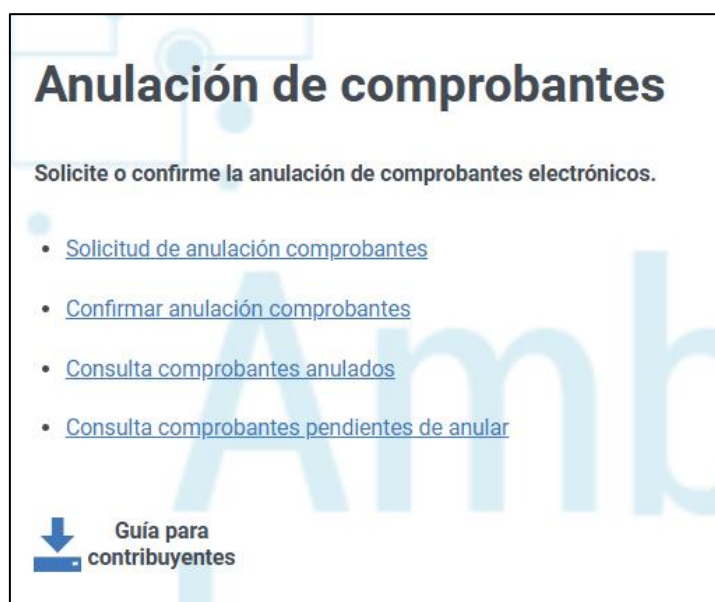 Anulación de comprobantes
Solicite o confirme la anulación de comprobantes electrónicos.
• Solicitud de anulación comprobantes
• Confirmar anulación comprobantes
• Consulta comprobantes anulados
• Consulta comprobantes pendientes de anular
Guía para
contribuyentes
Amb